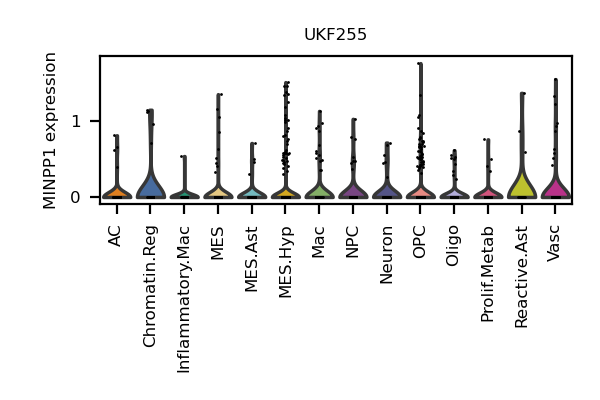 UKF255
MINPP1 expression
1
0
AC
Chromatin.Reg
Inflammatory.Mac
MES
MES.Ast
MES.Hyp
Mac
NPC
Neuron
OPC
Oligo
Prolif.Metab
Reactive.Ast
Vasc